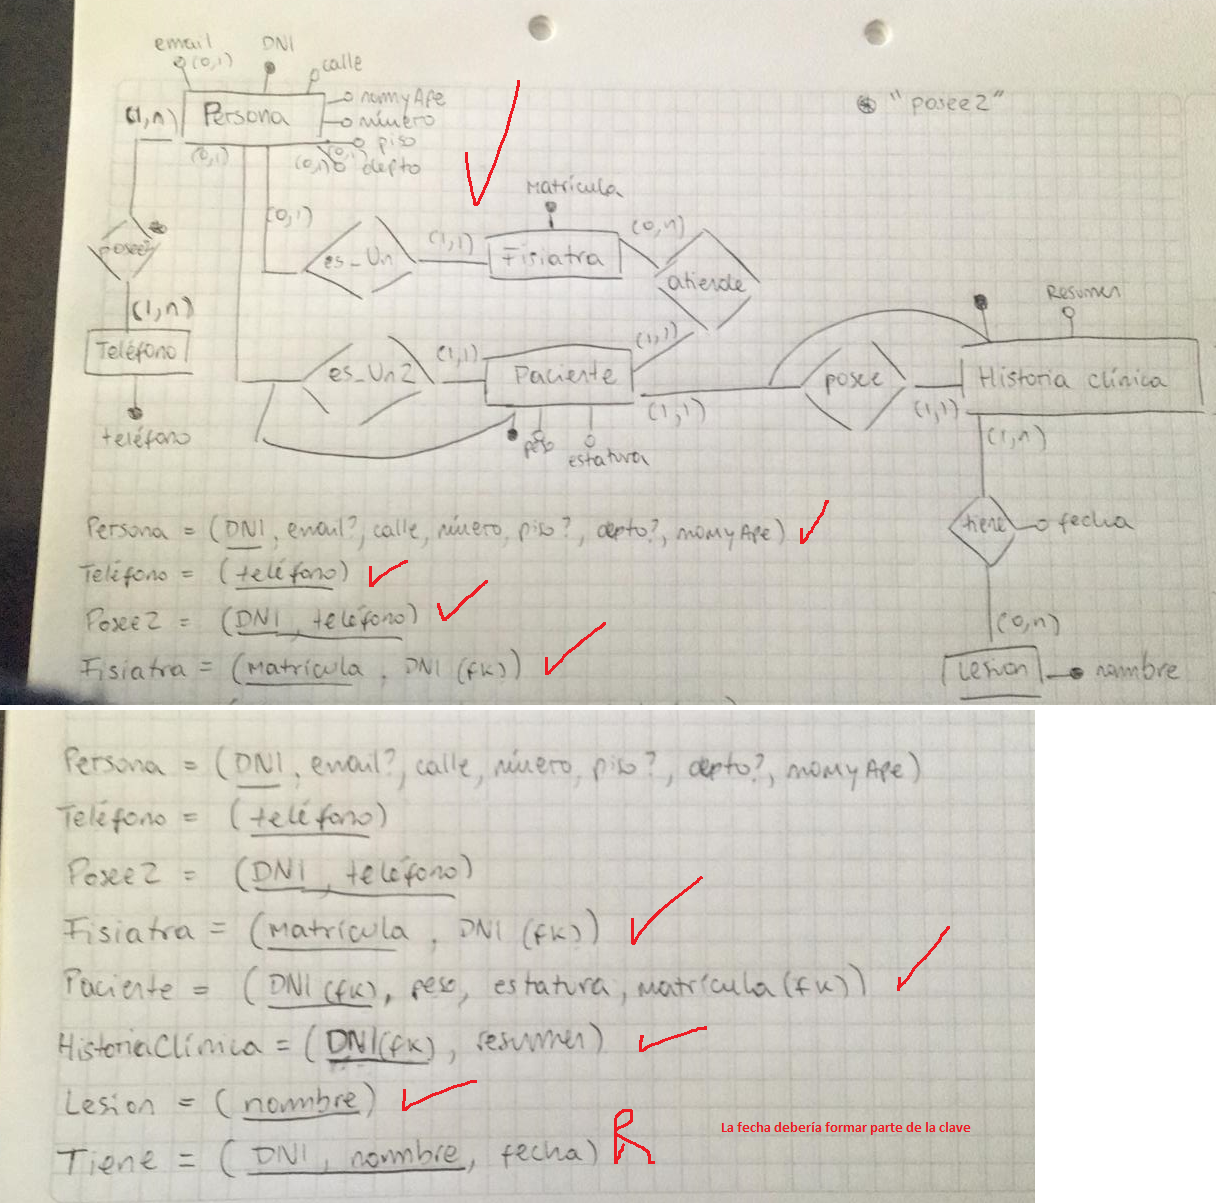 email DNI
(0,1) calle
nomyApe
(1,n) Persona número
piso
(0,1) (0,1) (0,1) depto
"posee2"
Matrícula
(0,1) (1,1) (0,n)
posee2 es_Un Fisiatra
atiende
(1,n) Resumen
(1,1) (1,1)
Teléfono es_Un2 Paciente posee Historia clínica
(1,1) (1,1)
teléfono peso (1,n)
estatura
tiene fecha
(0,n)
Lesion nombre
Persona = (DNI, email?, calle, número, piso?, depto?, nomyApe)
Teléfono = (teléfono)
Posee2 = (DNI, teléfono)
Fisiatra = (Matrícula, DNI (fk))
Persona = (DNI, email?, calle, número, piso?, depto?, nomyApe)
Teléfono = (teléfono)
Posee2 = (DNI, teléfono)
Fisiatra = (Matrícula, DNI (fk))
Paciente = (DNI (fk), peso, estatura, matrícula (fk))
HistoriaClínica = (DNI (fk), resumen)
Lesion = (nombre)
Tiene = (DNI, nombre, fecha) R
La fecha debería formar parte de la clave